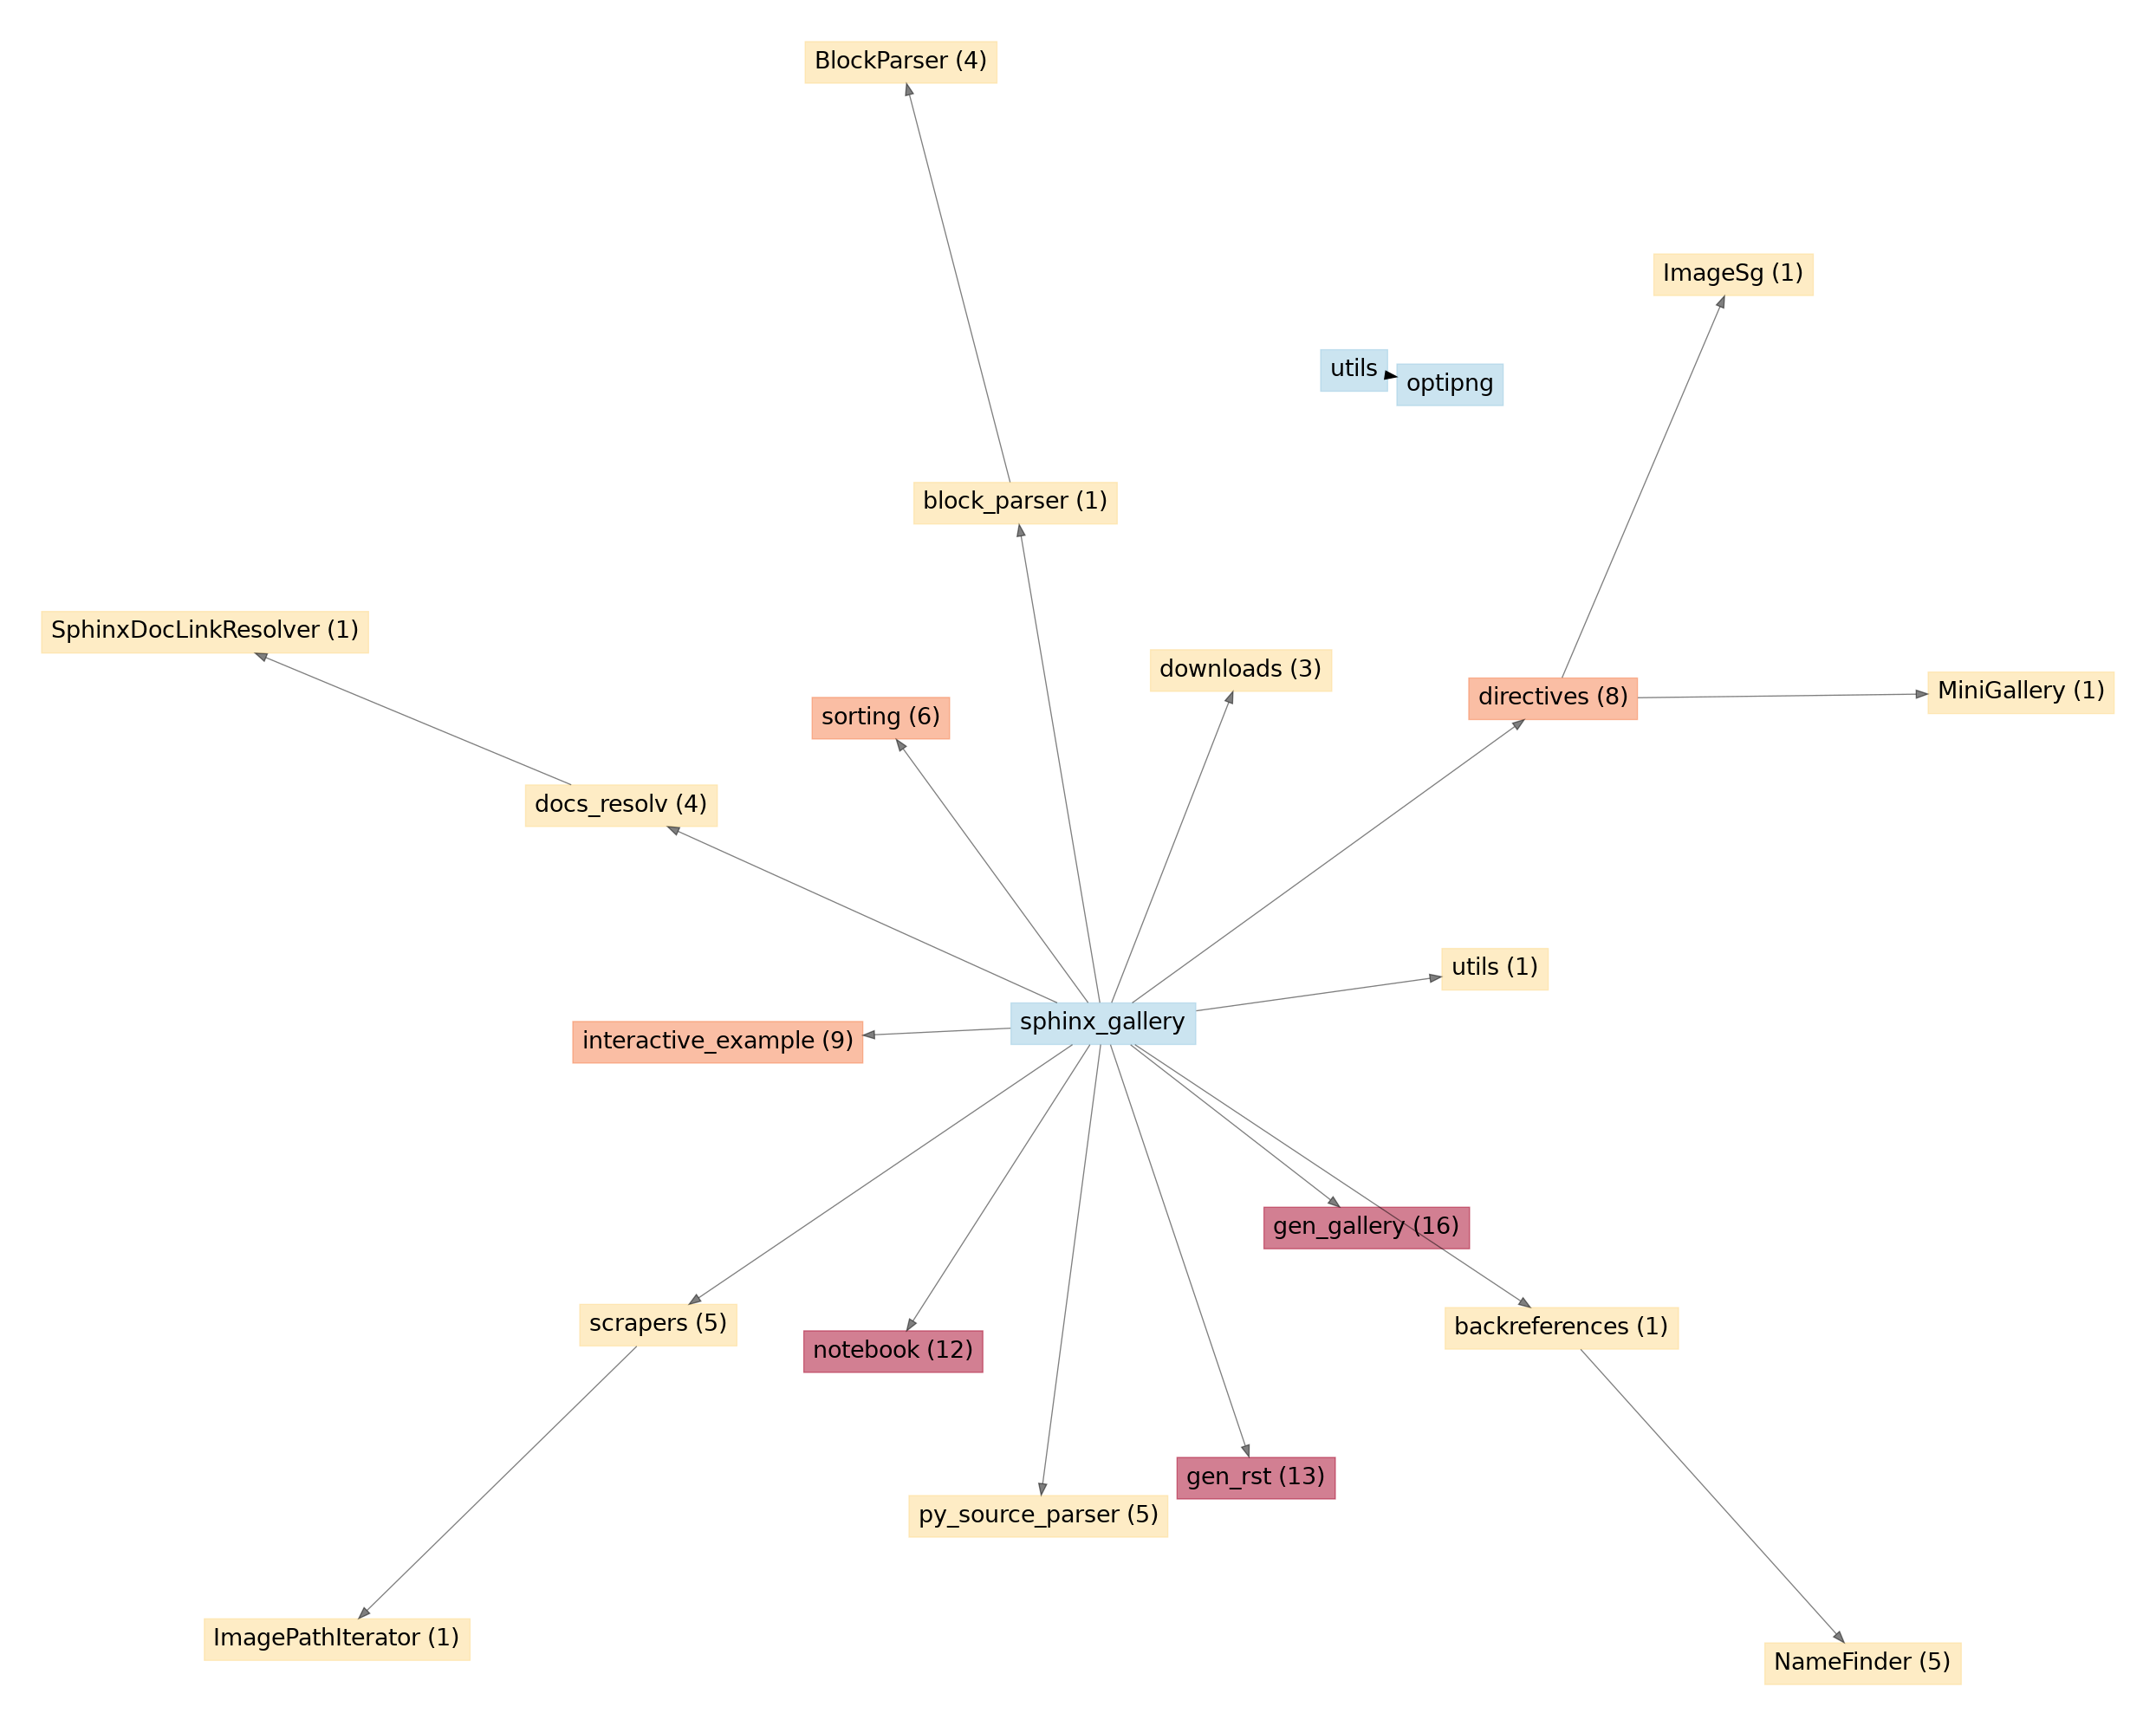 BlockParser (4)
ImageSg (1)
utils
optipng
block_parser (1)
SphinxDocLinkResolver (1)
downloads (3)
directives (8)
MiniGallery (1)
sorting (6)
docs_resolv (4)
utils (1)
sphinx_gallery
interactive_example (9)
gen_gallery (16)
scrapers (5)
backreferences (1)
notebook (12)
gen_rst (13)
py_source_parser (5)
ImagePathIterator (1)
NameFinder (5)